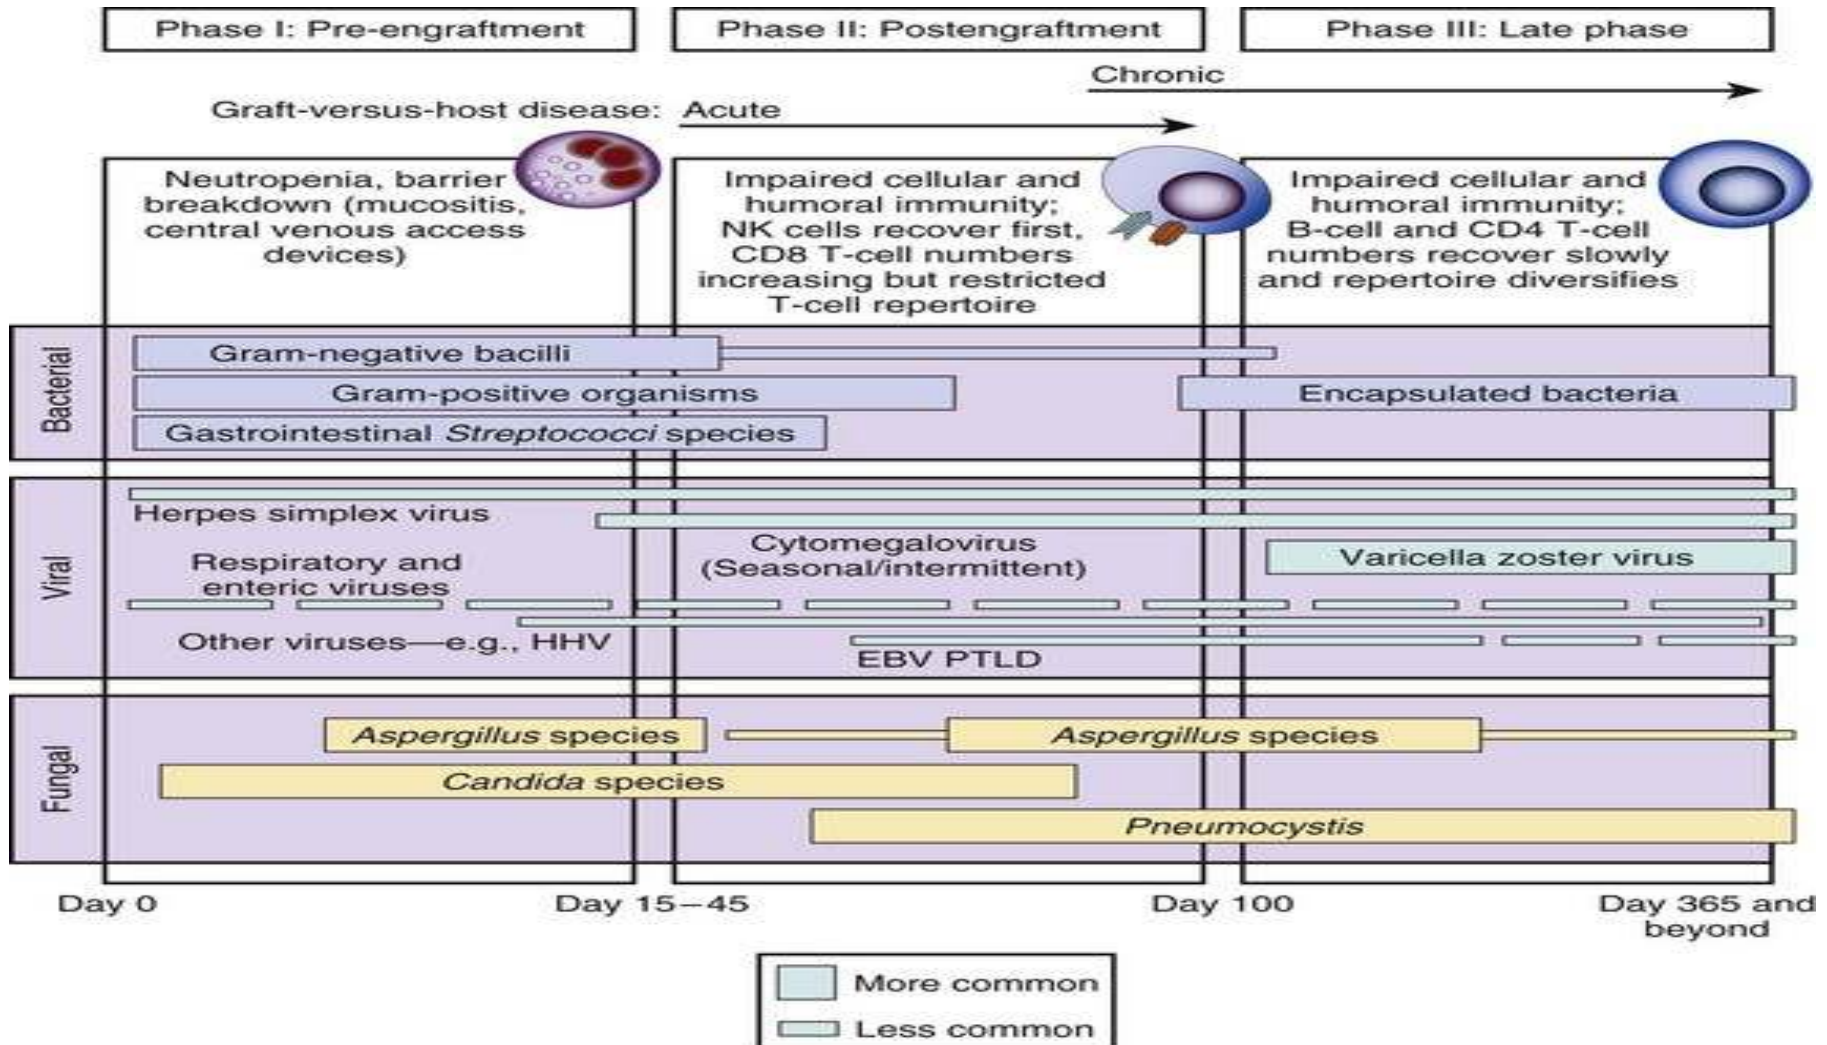 Phase I: Pre-engraftment
Phase II: Postengraftment
Phase III: Late phase
Chronic
Graft-versus-host disease: Acute
Neutropenia, barrier
breakdown (mucositis,
central venous access
devices)
Impaired cellular and
humoral immunity;
NK cells recover first,
CD8 T-cell numbers
increasing but restricted
T-cell repertoire
Impaired cellular and
humoral immunity;
B-cell and CD4 T-cell
numbers recover slowly
and repertoire diversifies
Bacterial
Gram-negative bacilli
Gram-positive organisms
Encapsulated bacteria
Gastrointestinal Streptococci species
Viral
Herpes simplex virus
Cytomegalovirus
(Seasonal/intermittent)
Varicella zoster virus
Respiratory and
enteric viruses
Other viruses—e.g., HHV
EBV PTLD
Fungal
Aspergillus species
Aspergillus species
Candida species
Pneumocystis
Day 0
Day 15–45
Day 100
Day 365 and
beyond
More common
Less common